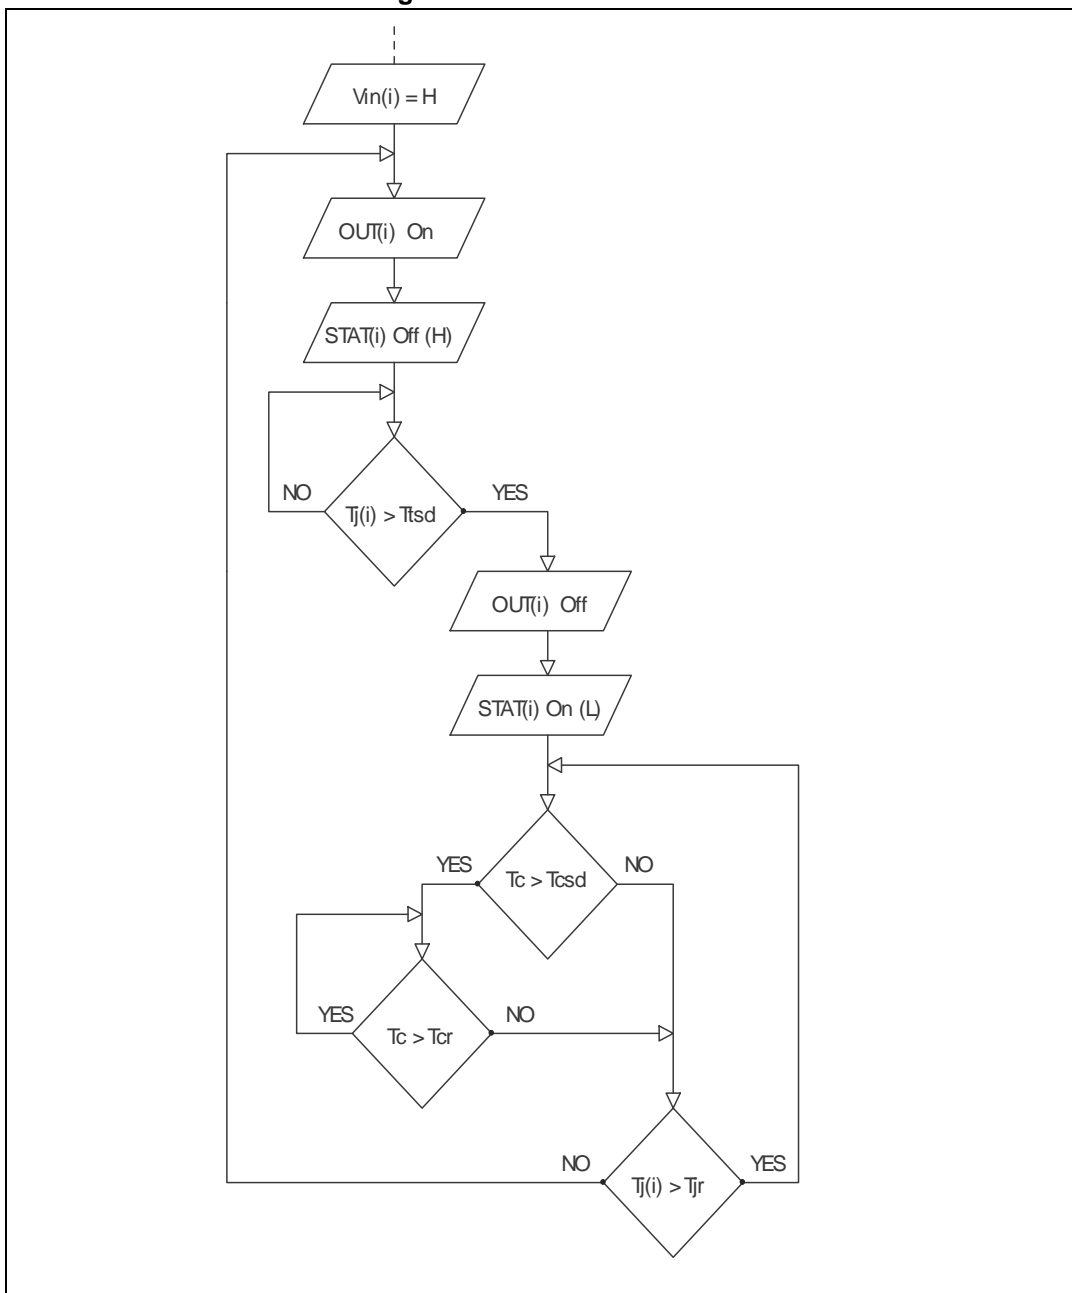 Vin(i) = H
OUT(i) On
STAT(i) Off (H)
NO
YES
Tj(i) > Ttsd
OUT(i) Off
STAT(i) On (L)
YES
NO
Tc > Tcsd
YES
NO
Tc > Tcr
NO
YES
Tj(i) > Tjr